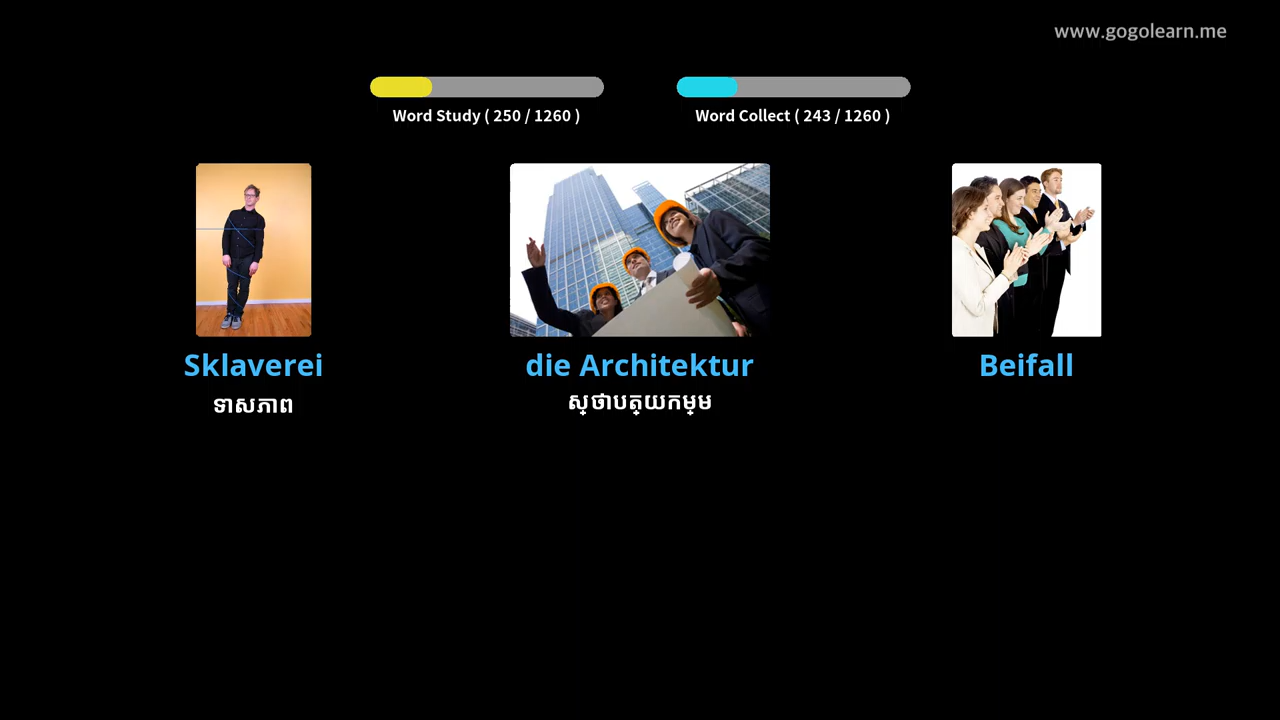 www.gogolearn.me
Word Study ( 250 / 1260 )
Word Collect ( 243 / 1260 )
Sklaverei
die Architektur
Beifall
ទាសភាព
ស្ថាបត្យកម្ម